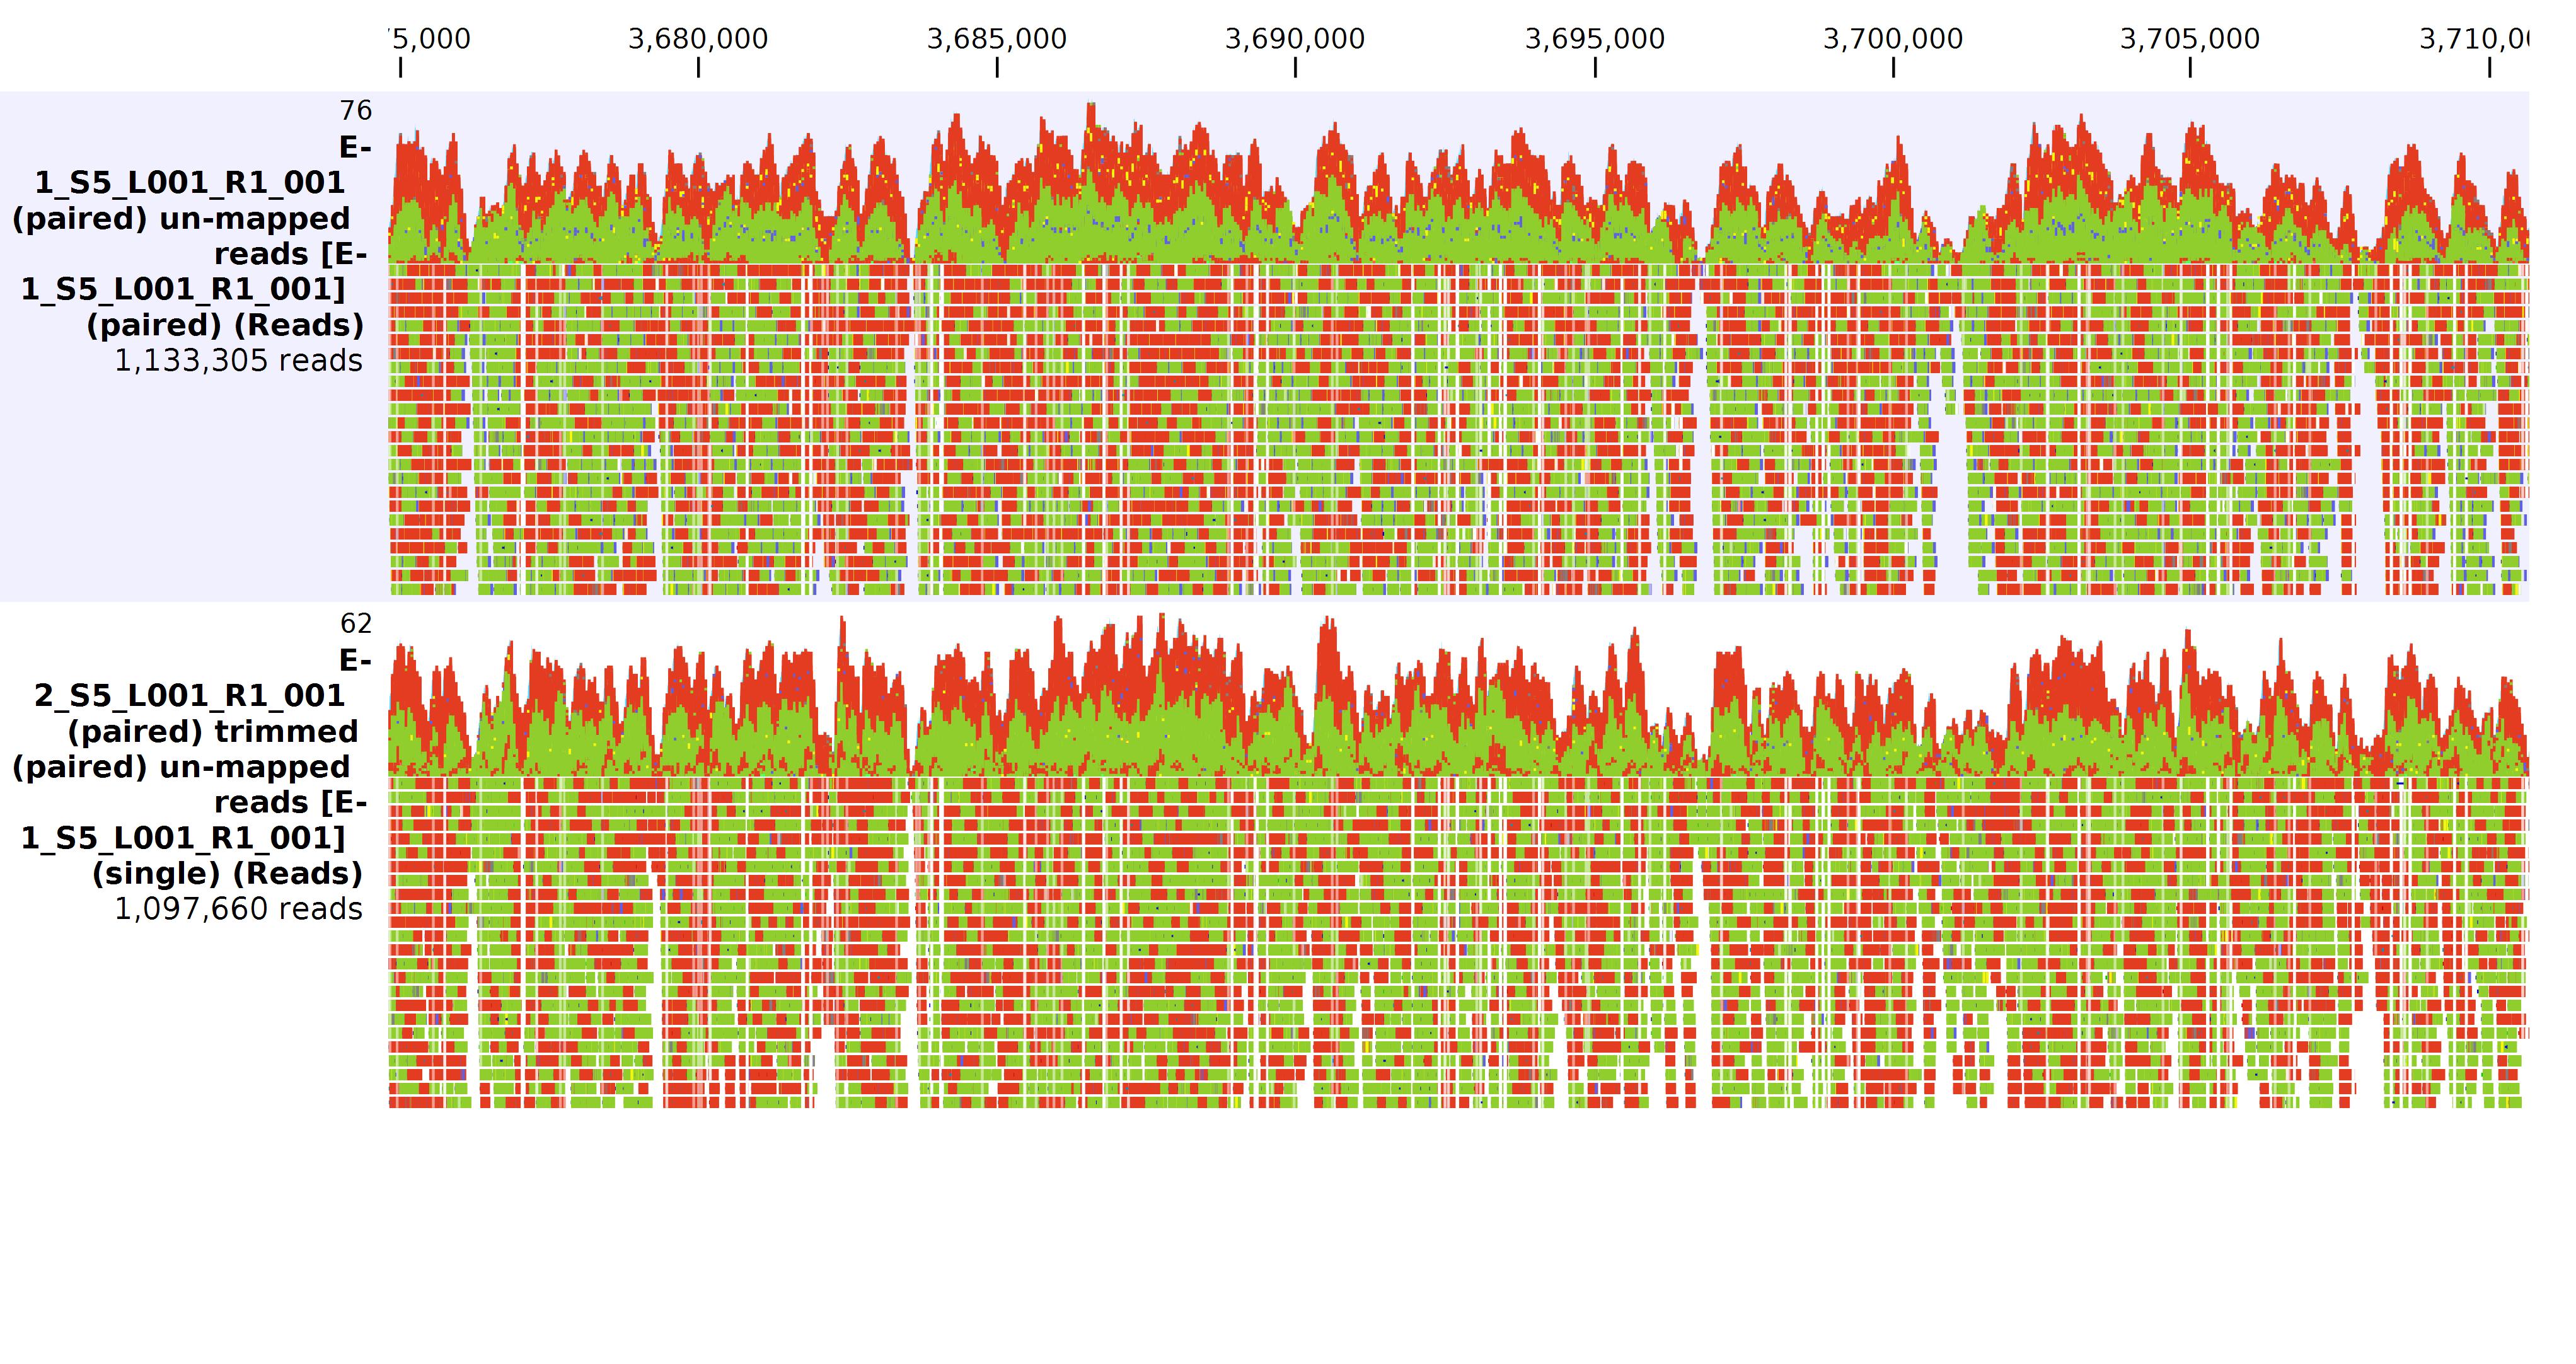 '5,000 3,680,000 3,685,000 3,690,000 3,695,000 3,700,000 3,705,000 3,710,0(
76
E-
1_S5_L001_R1_001
(paired) un-mapped
reads [E-
1_S5_L001_R1_001]
(paired) (Reads)
1,133,305 reads
62
E-
2_S5_L001_R1_001
(paired) trimmed
(paired) un-mapped
reads [E-
1_S5_L001_R1_001]
(single) (Reads)
1,097,660 reads